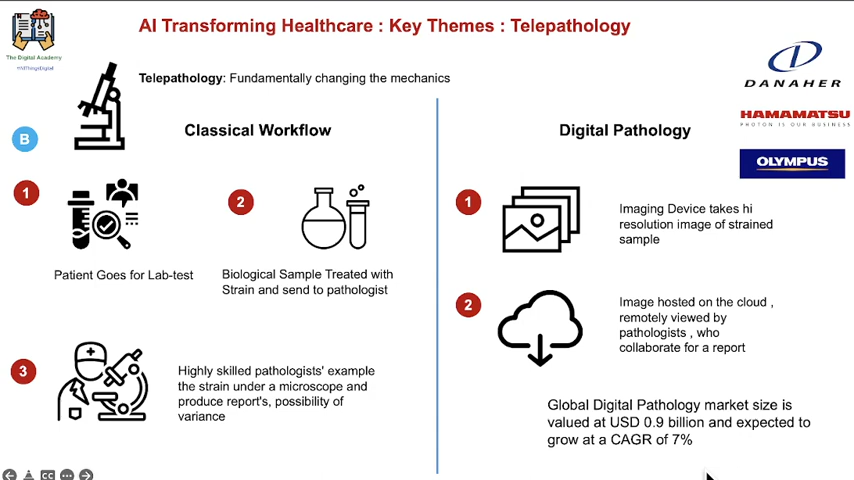 AI Transforming Healthcare : Key Themes : Telepathology
The Digital Academy
#AllThingsDigital
Telepathology: Fundamentally changing the mechanics
DANAHER
HAMAMATSU
PHOTON IS OUR BUSINESS
OLYMPUS
B
Classical Workflow
1
2
Patient Goes for Lab-test
Biological Sample Treated with
Strain and send to pathologist
3
Highly skilled pathologists' example
the strain under a microscope and
produce report's, possibility of
variance
Digital Pathology
1
Imaging Device takes hi
resolution image of strained
sample
2
Image hosted on the cloud ,
remotely viewed by
pathologists , who
collaborate for a report
Global Digital Pathology market size is
valued at USD 0.9 billion and expected to
grow at a CAGR of 7%
CC